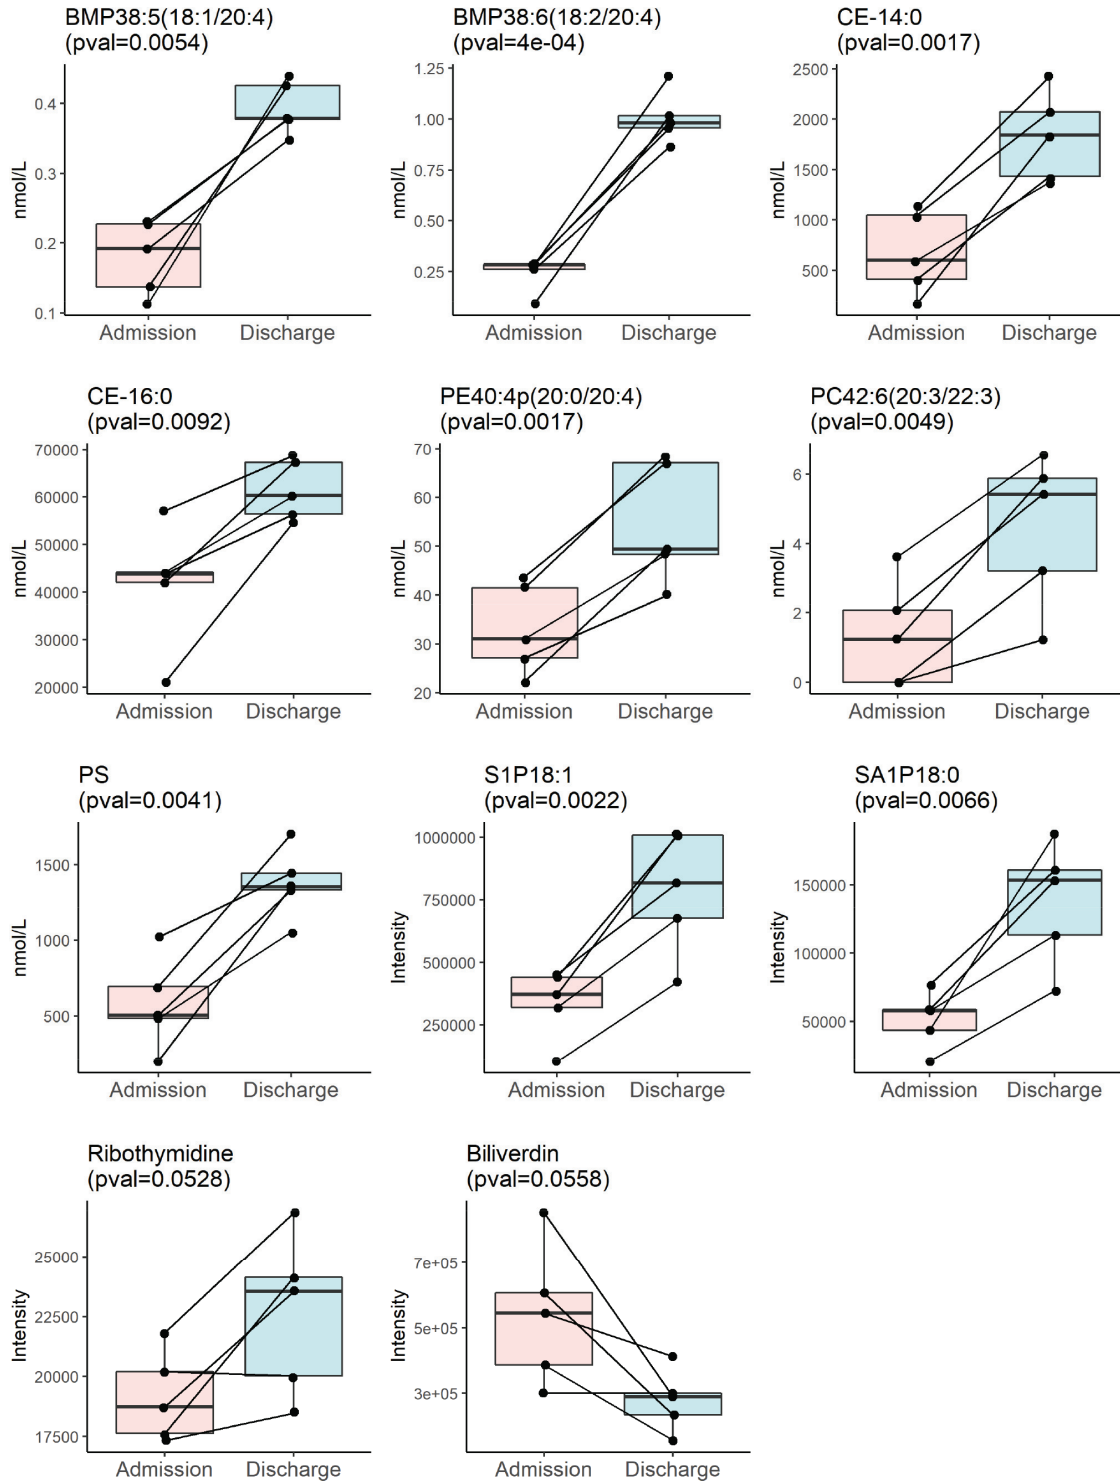 BMP38:5(18:1/20:4)
(pval=0.0054)
nmol/L
0.4
0.3
0.2
0.1
Admission Discharge
BMP38:6(18:2/20:4)
(pval=4e-04)
nmol/L
1.25
1.00
0.75
0.50
0.25
Admission Discharge
CE-14:0
(pval=0.0017)
nmol/L
2500
2000
1500
1000
500
Admission Discharge
CE-16:0
(pval=0.0092)
nmol/L
70000
60000
50000
40000
30000
20000
Admission Discharge
PE40:4p(20:0/20:4)
(pval=0.0017)
nmol/L
70
60
50
40
30
20
Admission Discharge
PC42:6(20:3/22:3)
(pval=0.0049)
nmol/L
6
4
2
0
Admission Discharge
PS
(pval=0.0041)
nmol/L
1500
1000
500
Admission Discharge
S1P18:1
(pval=0.0022)
Intensity
1000000
750000
500000
250000
Admission Discharge
SA1P18:0
(pval=0.0066)
Intensity
150000
100000
50000
Admission Discharge
Ribothymidine
(pval=0.0528)
Intensity
25000
22500
20000
17500
Admission Discharge
Biliverdin
(pval=0.0558)
Intensity
7e+05
5e+05
3e+05
Admission Discharge